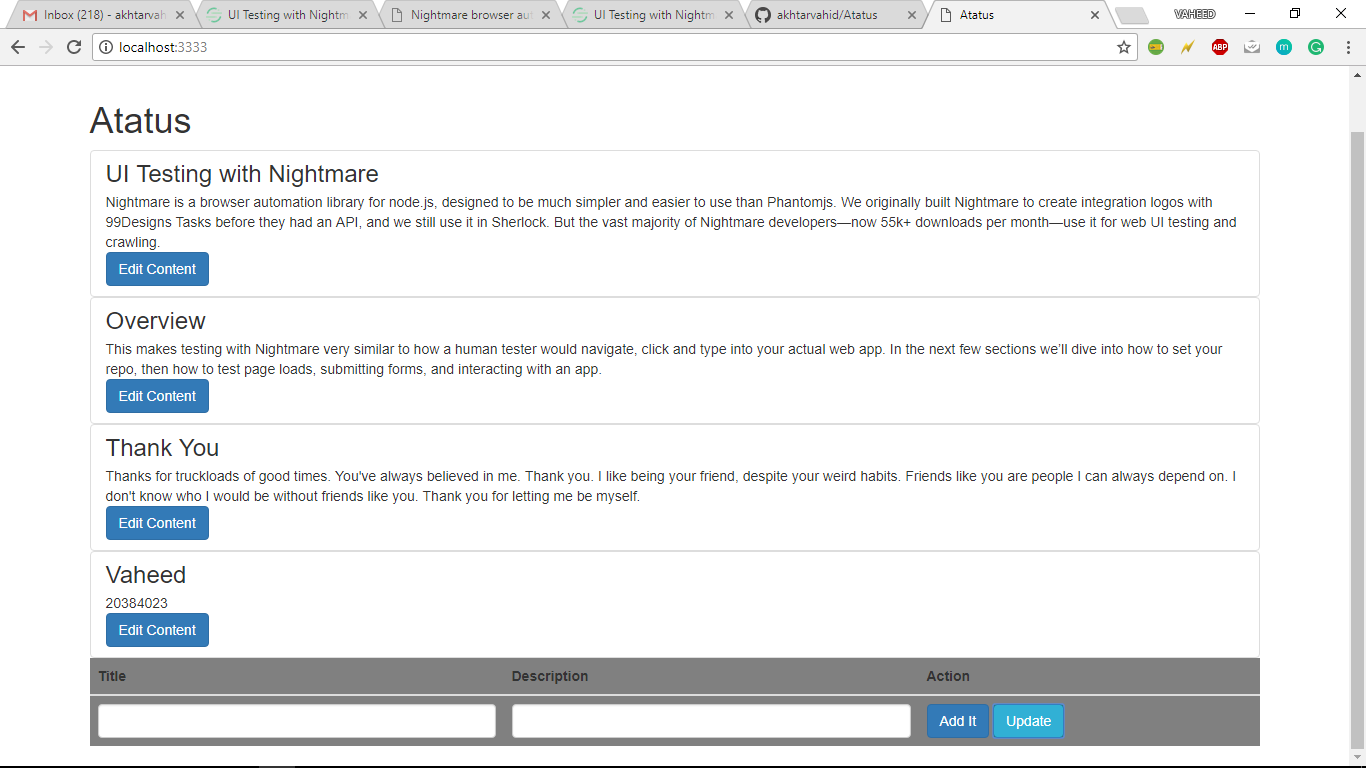 Inbox (218) - akhtarvah
UI Testing with Nightm
Nightmare browser aut
UI Testing with Nightm
akhtarvahid/Atatus
Atatus
VAHEED
localhost:3333
ABP
m
G
Atatus
UI Testing with Nightmare
Nightmare is a browser automation library for node.js, designed to be much simpler and easier to use than Phantomjs. We originally built Nightmare to create integration logos with
99Designs Tasks before they had an API, and we still use it in Sherlock. But the vast majority of Nightmare developers—now 55k+ downloads per month—use it for web UI testing and
crawling.
Edit Content
Overview
This makes testing with Nightmare very similar to how a human tester would navigate, click and type into your actual web app. In the next few sections we'll dive into how to set your
repo, then how to test page loads, submitting forms, and interacting with an app.
Edit Content
Thank You
Thanks for truckloads of good times. You've always believed in me. Thank you. I like being your friend, despite your weird habits. Friends like you are people I can always depend on. I
don't know who I would be without friends like you. Thank you for letting me be myself.
Edit Content
Vaheed
20384023
Edit Content
Title Description Action
Add It Update